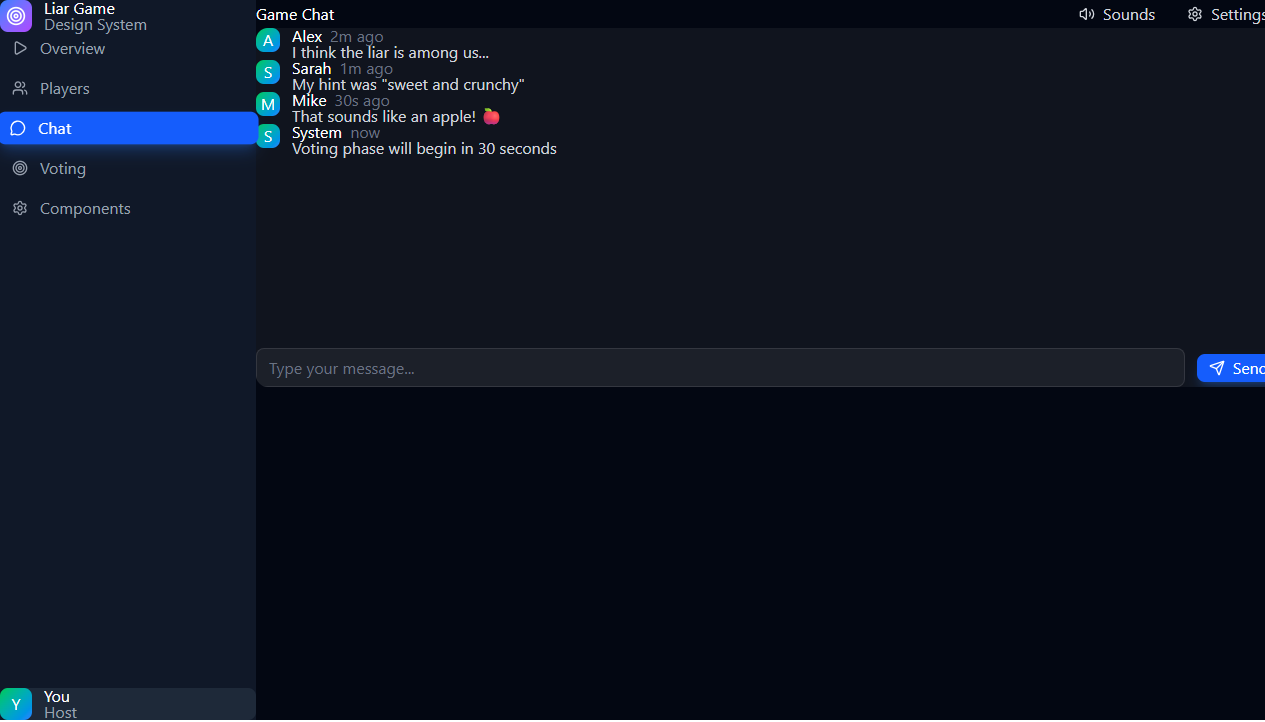 Liar Game
Design System
Overview
Players
Chat
Voting
Components
You
Host
Game Chat
Sounds
Settings
A
Alex 2m ago
I think the liar is among us...
S
Sarah 1m ago
My hint was "sweet and crunchy"
M
Mike 30s ago
That sounds like an apple! 🍎
S
System now
Voting phase will begin in 30 seconds
Type your message...
Send
Y